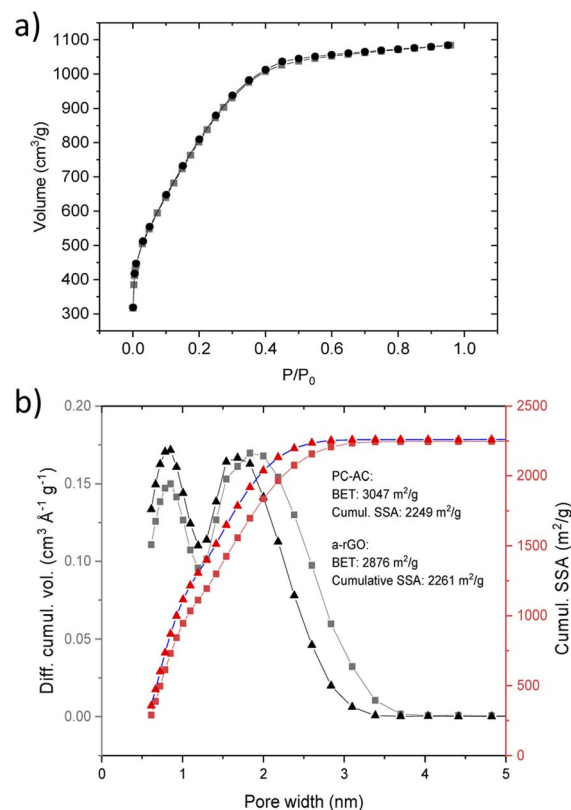 a)
1100
1000
900
800
700
600
500
400
300
Volume (cm³/g)
0.0 0.2 0.4 0.6 0.8 1.0
P/P₀
b)
0.20
0.15
0.10
0.05
0.00
Diff. cumul. vol. (cm³ Å⁻¹ g⁻¹)
PC-AC:
BET: 3047 m²/g
Cumul. SSA: 2249 m²/g
a-rGO:
BET: 2876 m²/g
Cumulative SSA: 2261 m²/g
2500
2000
1500
1000
500
0
Cumul. SSA (m²/g)
0 1 2 3 4 5
Pore width (nm)